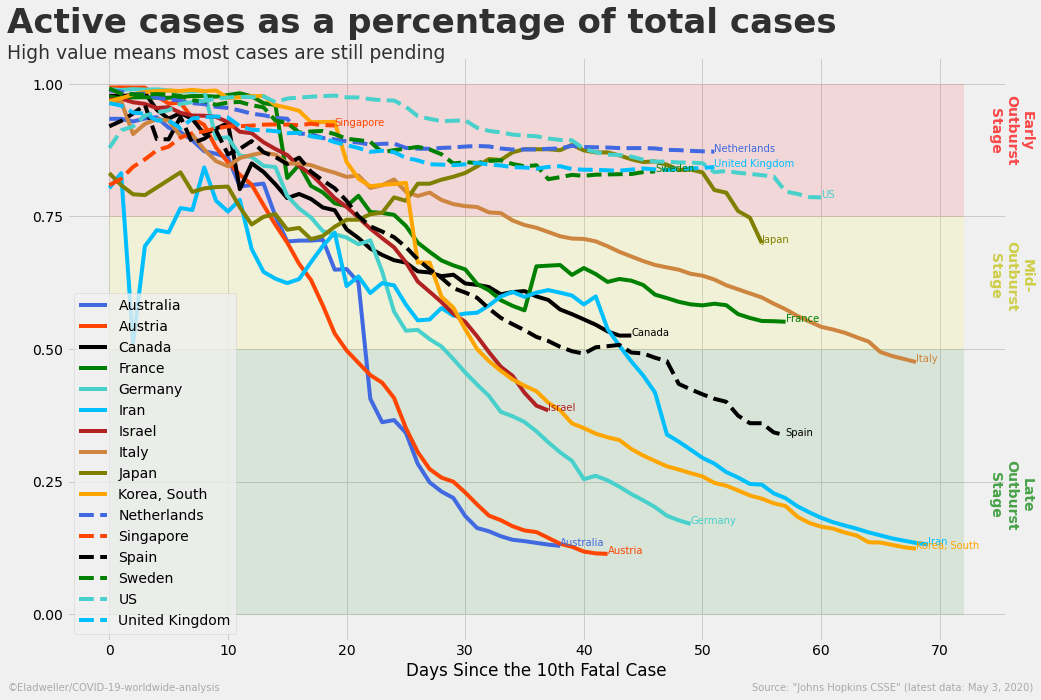 Active cases as a percentage of total cases
High value means most cases are still pending
1.00
0.75
0.50
0.25
0.00
Singapore
Netherlands
United Kingdom
Sweden
US
Japan
France
Canada
Italy
Israel
Spain
Germany
Australia
Austria
Iran
Korea, South
Early
Outburst
Stage
Mid-
Outburst
Stage
Late
Outburst
Stage
Australia
Austria
Canada
France
Germany
Iran
Israel
Italy
Japan
Korea, South
Netherlands
Singapore
Spain
Sweden
US
United Kingdom
0 10 20 30 40 50 60 70
Days Since the 10th Fatal Case
©Eladweller/COVID-19-worldwide-analysis
Source: "Johns Hopkins CSSE" (latest data: May 3, 2020)